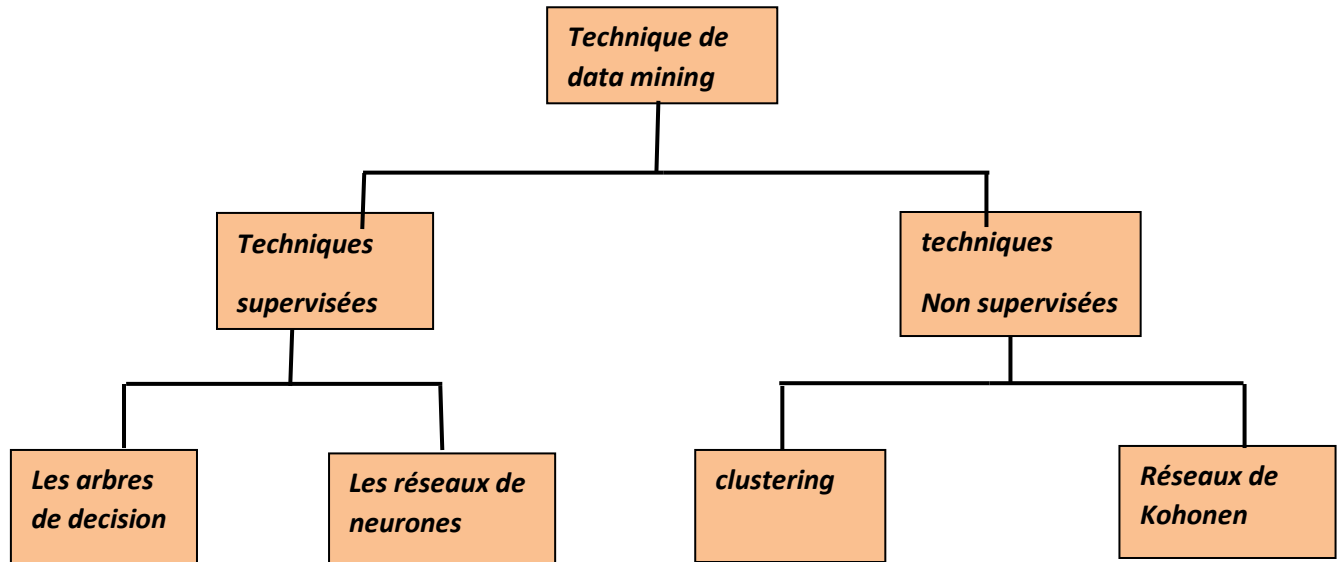 Technique de
data mining
Techniques
supervisées
techniques
Non supervisées
Les arbres
de decision
Les réseaux de
neurones
clustering
Réseaux de
Kohonen